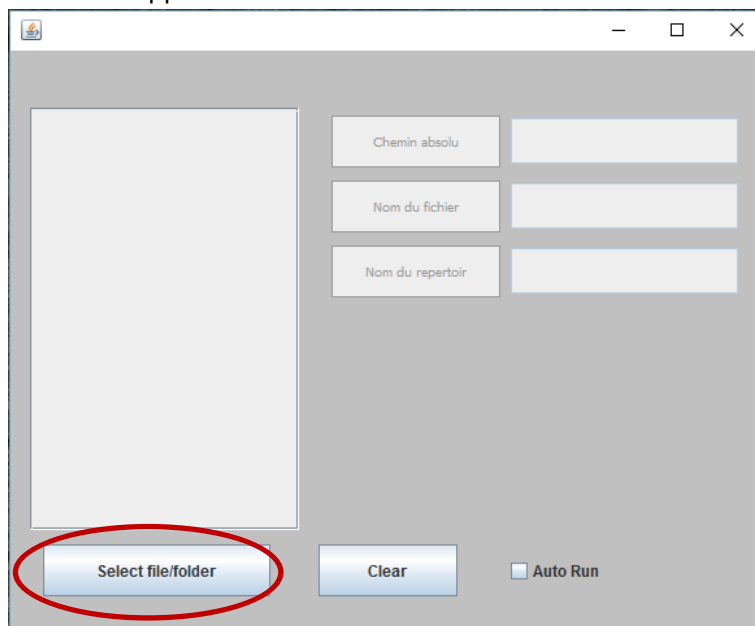 Chemin absolu
Nom du fichier
Nom du repertoir
Select file/folder
Clear
Auto Run